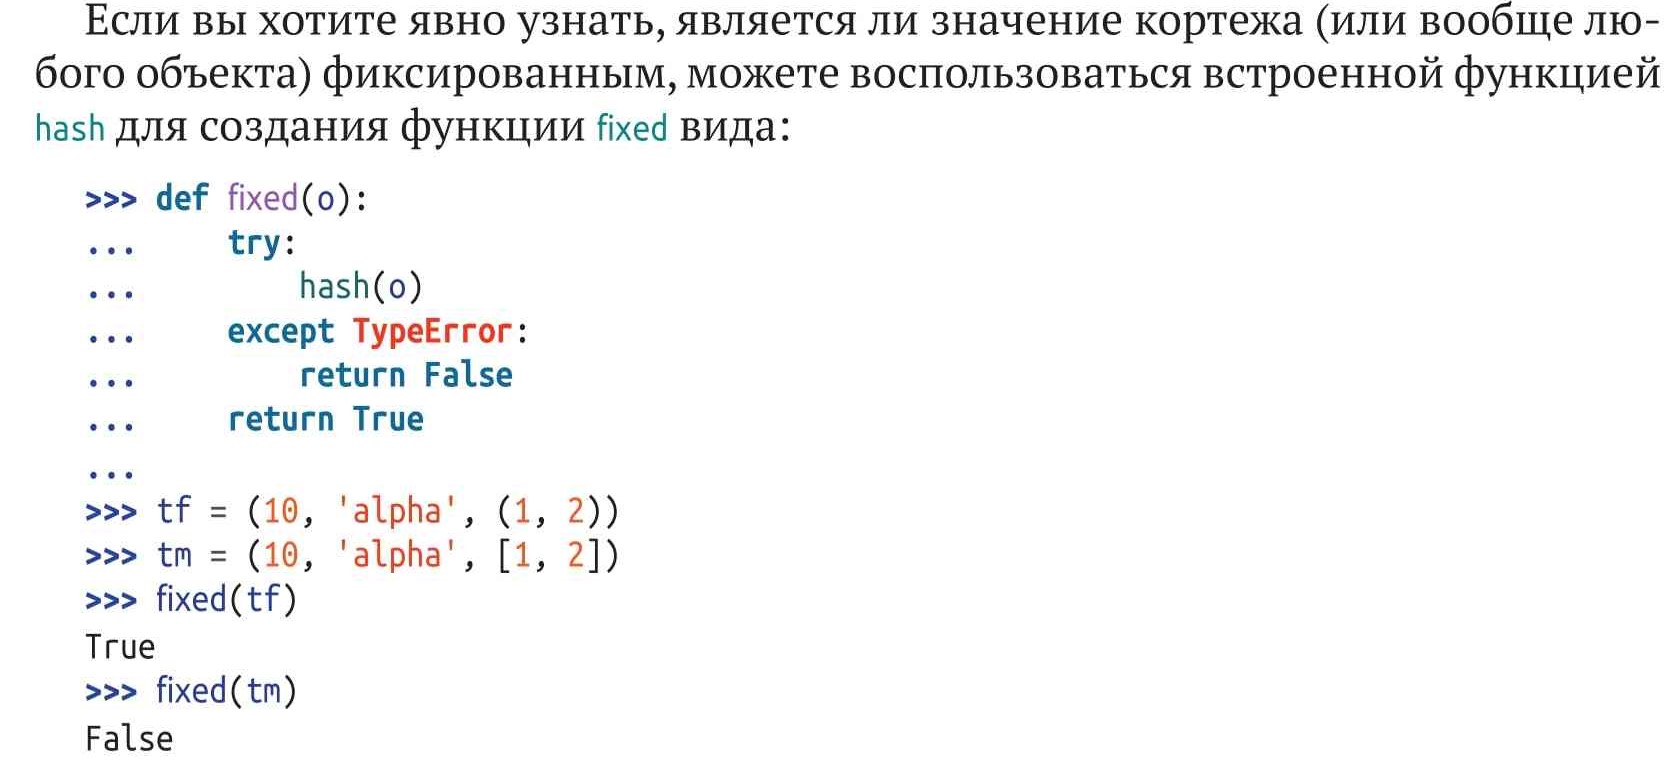 Если вы хотите явно узнать, является ли значение кортежа (или вообще лю-
бого объекта) фиксированным, можете воспользоваться встроенной функцией
hash для создания функции fixed вида:
>>> def fixed(o):
...     try:
...         hash(o)
...     except TypeError:
...         return False
...     return True
...
>>> tf = (10, 'alpha', (1, 2))
>>> tm = (10, 'alpha', [1, 2])
>>> fixed(tf)
True
>>> fixed(tm)
False